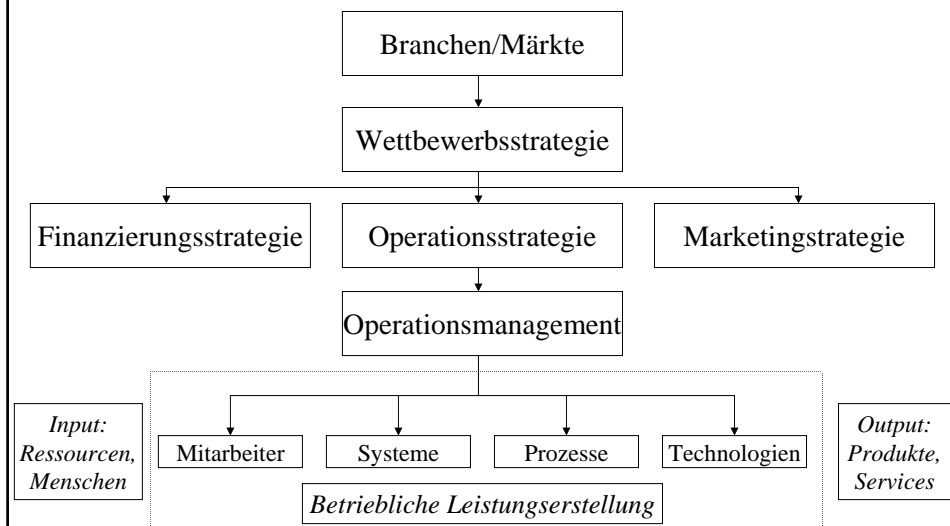 Branchen/Märkte
Wettbewerbsstrategie
Finanzierungsstrategie
Operationsstrategie
Marketingstrategie
Operationsmanagement
Input:
Ressourcen,
Menschen
Mitarbeiter
Systeme
Prozesse
Technologien
Output:
Produkte,
Services
Betriebliche Leistungserstellung